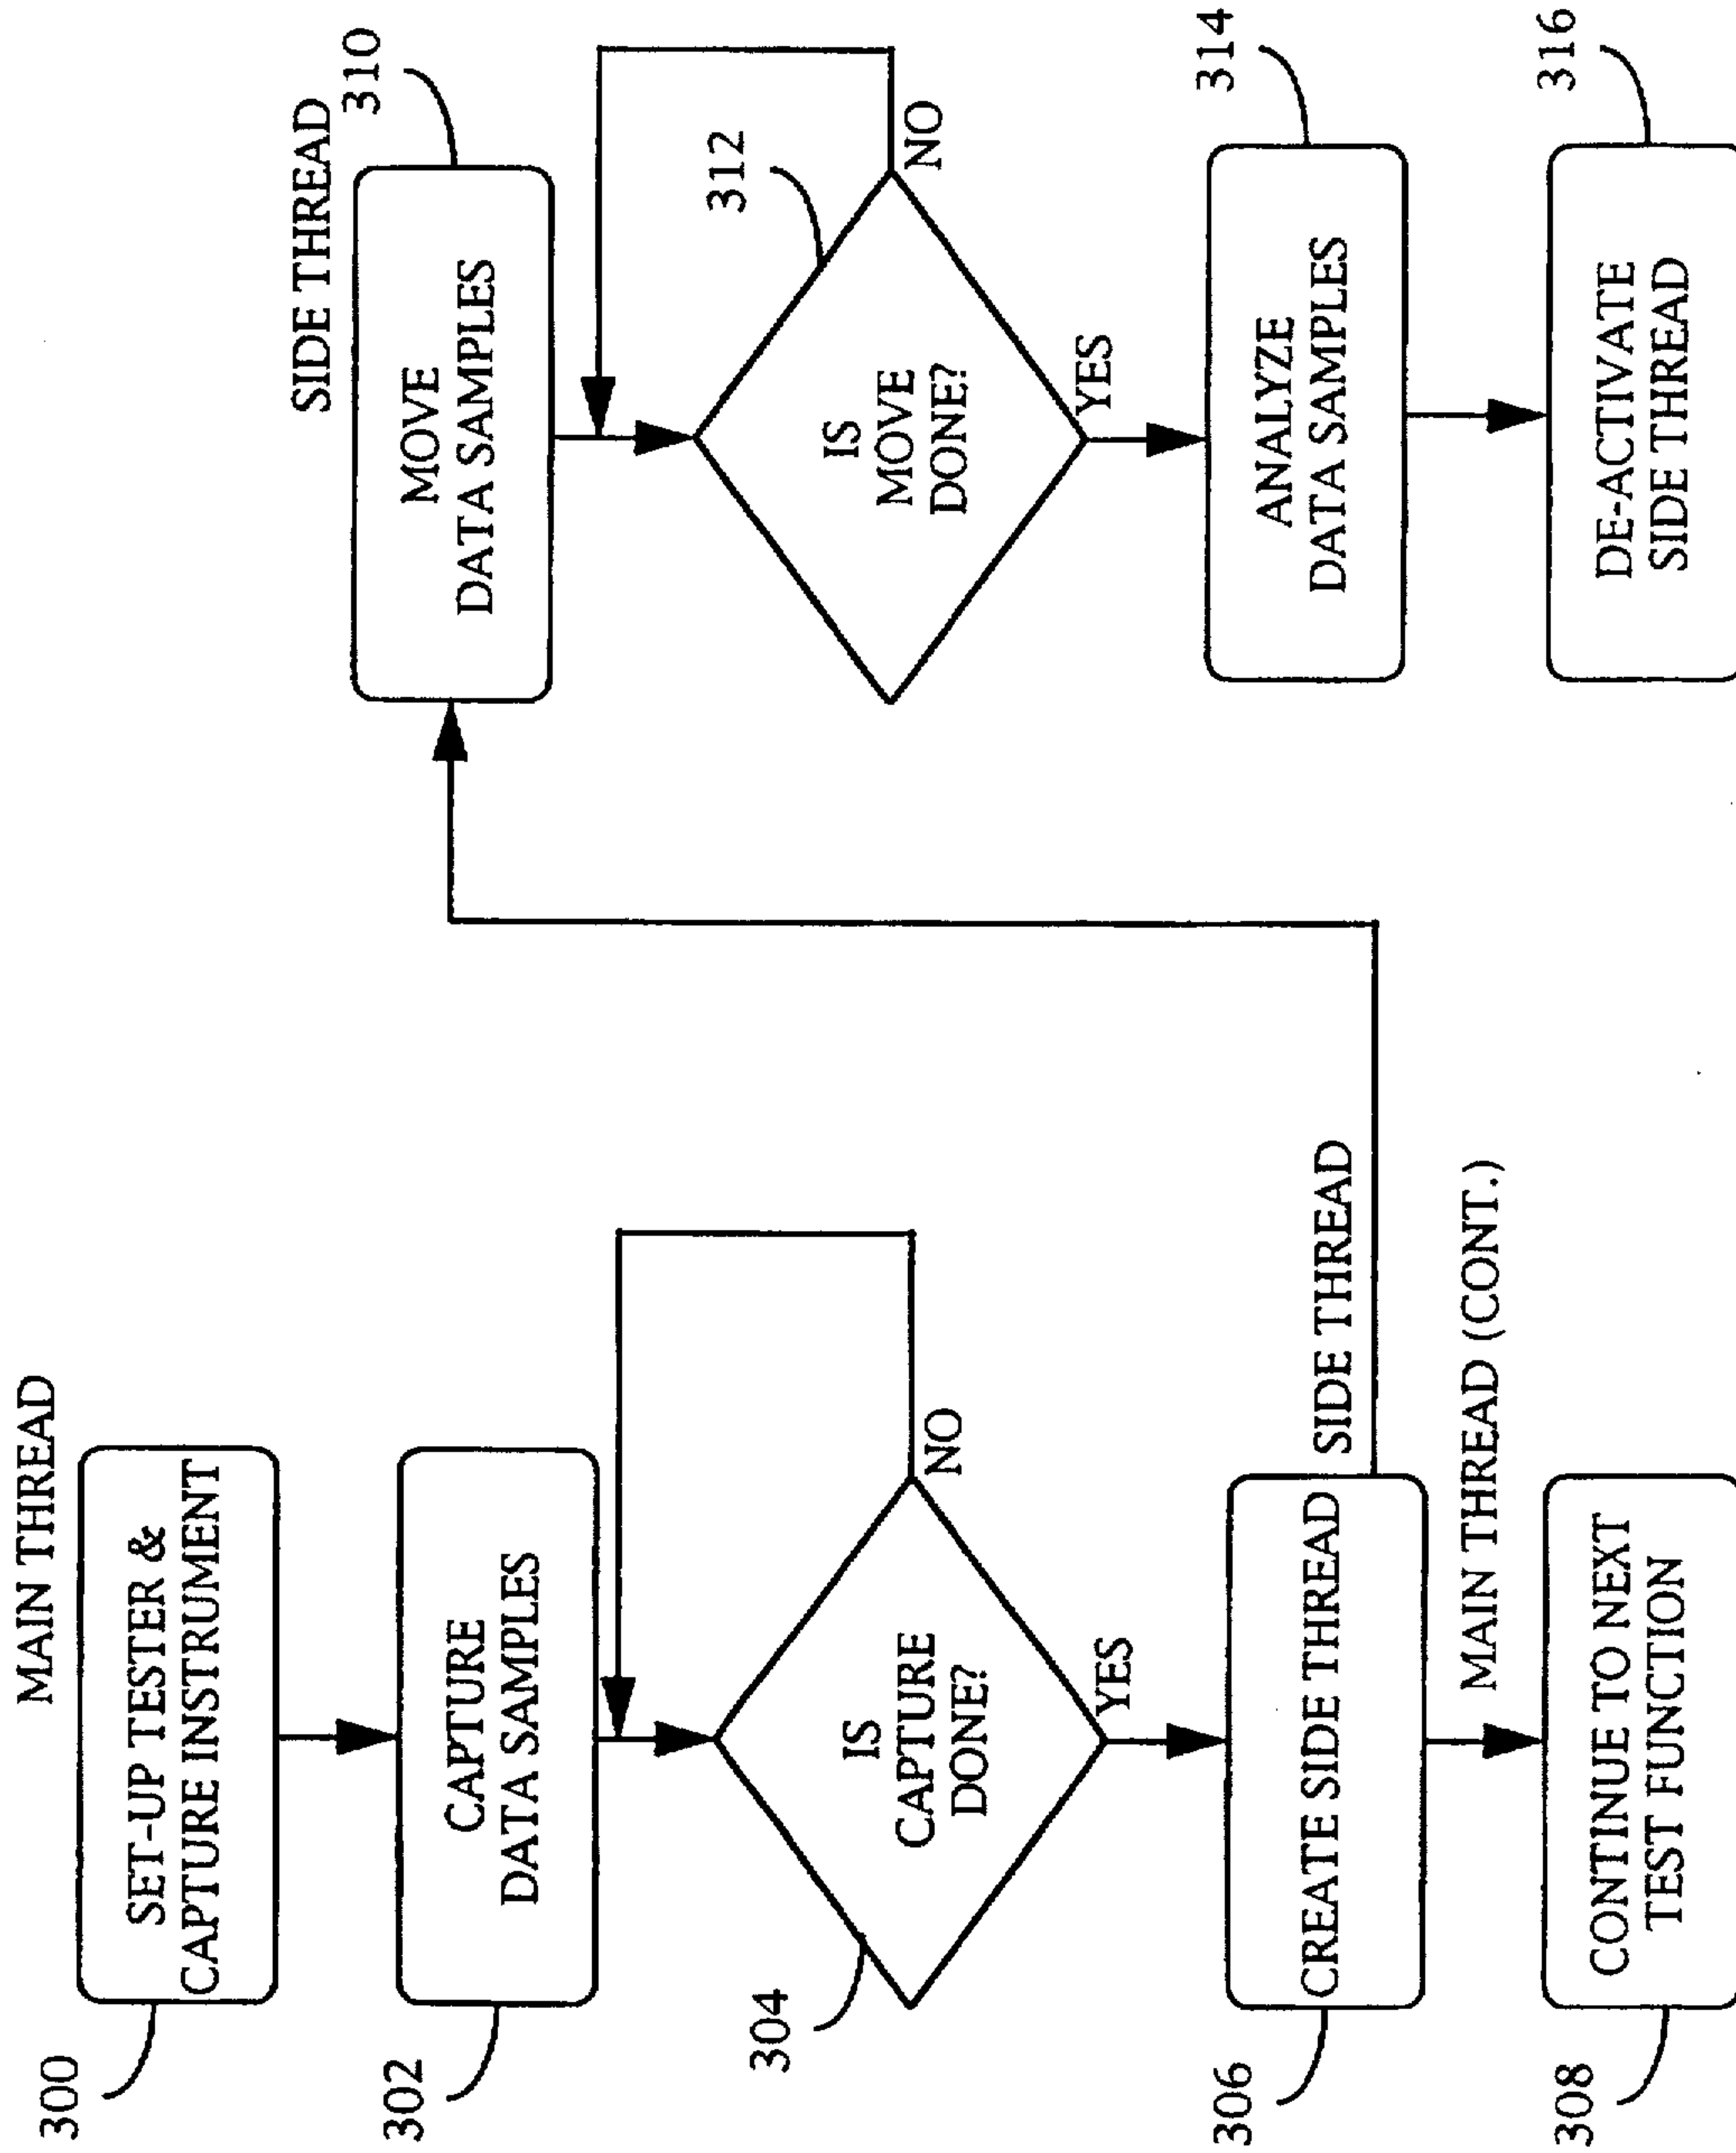 MAIN THREAD
300
SET-UP TESTER &
CAPTURE INSTRUMENT
302
CAPTURE
DATA SAMPLES
304
IS
CAPTURE
DONE?
NO
YES
306
CREATE SIDE THREAD
SIDE THREAD
MAIN THREAD (CONT.)
308
CONTINUE TO NEXT
TEST FUNCTION
SIDE THREAD
310
MOVE
DATA SAMPLES
312
IS
MOVE
DONE?
NO
YES
314
ANALYZE
DATA SAMPLES
316
DE-ACTIVATE
SIDE THREAD